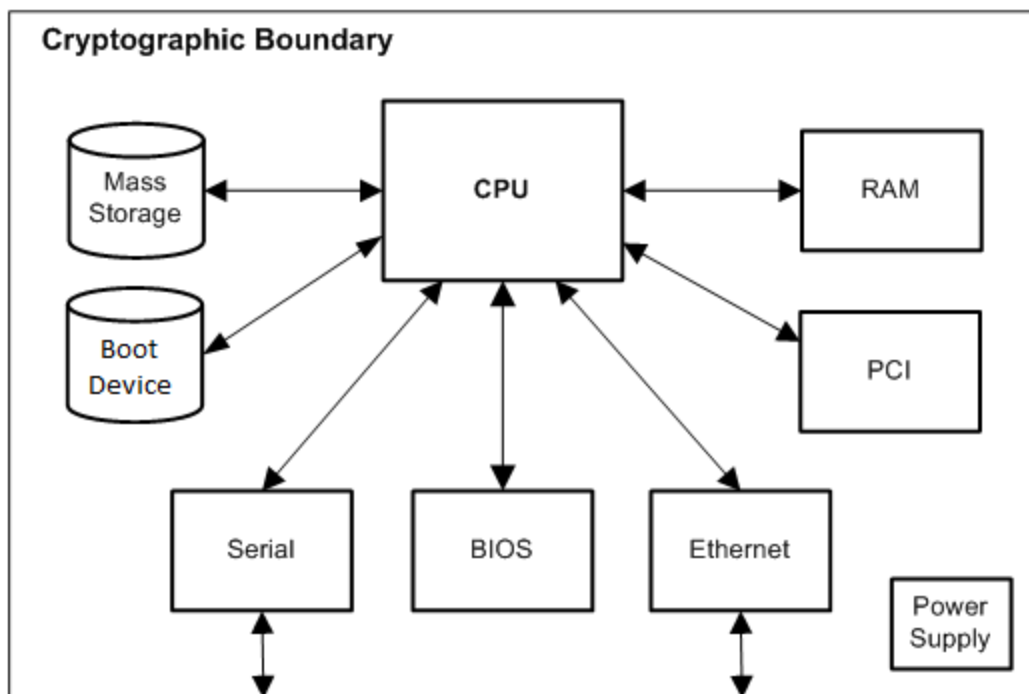 Cryptographic Boundary
Mass
Storage
CPU
RAM
Boot
Device
PCI
Serial
BIOS
Ethernet
Power
Supply